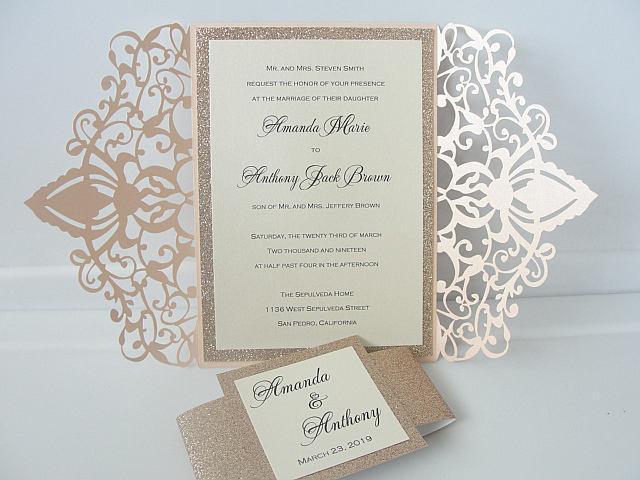 Mr. and Mrs. Steven Smith
request the honor of your presence
at the marriage of their daughter
Amanda Marie
to
Anthony Jack Brown
son of Mr. and Mrs. Jeffery Brown
Saturday, the twenty third of march
Two thousand and nineteen
at half past four in the afternoon
The Sepulveda Home
1136 West Sepulveda Street
San Pedro, California
Amanda
&
Anthony
March 23, 2019